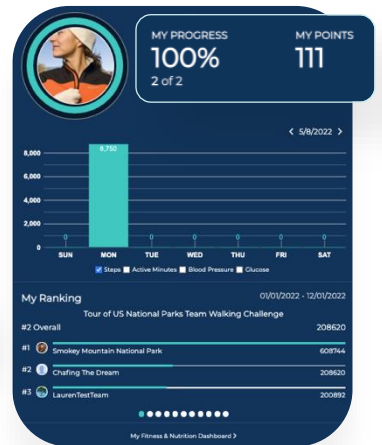 MY PROGRESS
100%
2 of 2
MY POINTS
111
5/8/2022
8,000
6,000
4,000
2,000
0
8,750
0 0 0 0 0 0
SUN MON TUE WED THU FRI SAT
Steps Active Minutes Blood Pressure Glucose
My Ranking 01/01/2022 - 12/01/2022
Tour of US National Parks Team Walking Challenge
#2 Overall 208620
#1 Smokey Mountain National Park 608744
#2 Chafing The Dream 208620
#3 LaurenTestTeam 200892
My Fitness & Nutrition Dashboard